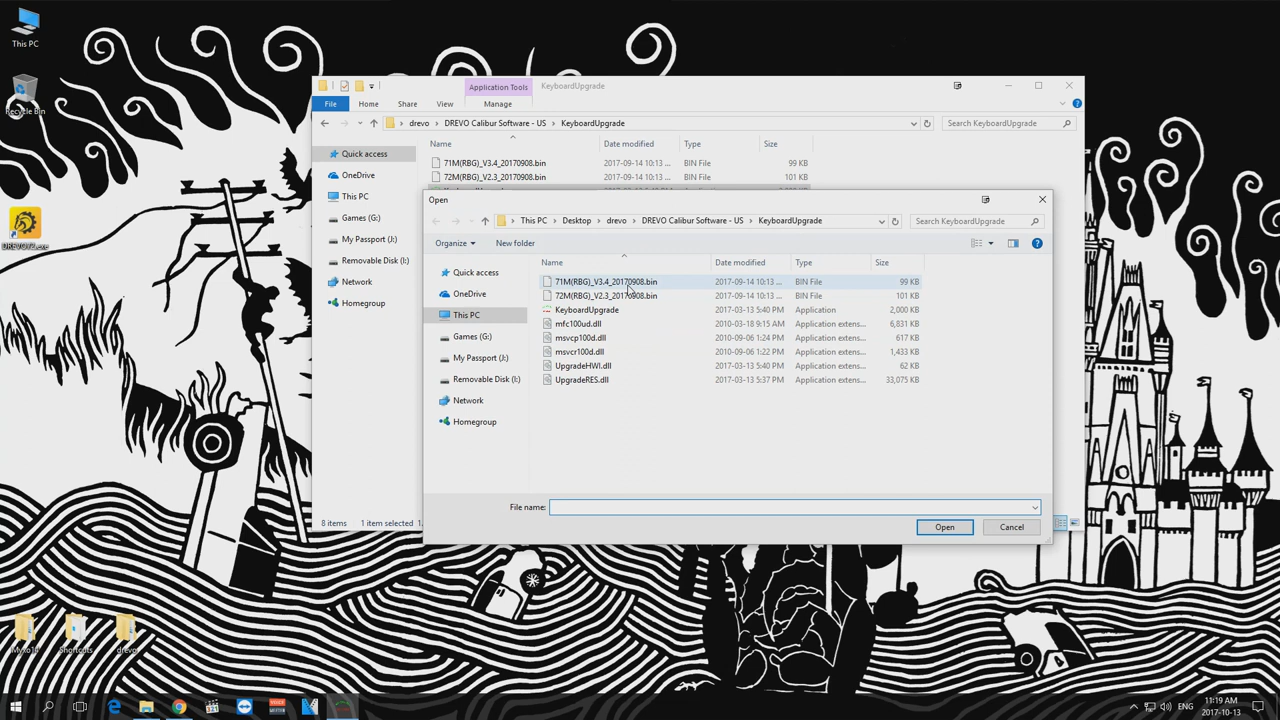 This PC
Recycle Bin
DREVO72.exe
Shortcuts
drevo
Application Tools
KeyboardUpgrade
File
Home
Share
View
Manage
drevo
DREVO Calibur Software - US
KeyboardUpgrade
Search KeyboardUpgrade
Name
Date modified
Type
Size
Quick access
OneDrive
This PC
Games (G:)
My Passport (J:)
Removable Disk (I:)
Network
Homegroup
71M(RBG)_V3.4_20170908.bin
2017-09-14 10:13 ...
BIN File
99 KB
72M(RBG)_V2.3_20170908.bin
2017-09-14 10:13 ...
BIN File
101 KB
8 items
1 item selected
Open
This PC
Desktop
drevo
DREVO Calibur Software - US
KeyboardUpgrade
Search KeyboardUpgrade
Organize
New folder
Quick access
OneDrive
This PC
Games (G:)
My Passport (J:)
Removable Disk (I:)
Network
Homegroup
Name
Date modified
Type
Size
71M(RBG)_V3.4_20170908.bin
2017-09-14 10:13 ...
BIN File
99 KB
72M(RBG)_V2.3_20170908.bin
2017-09-14 10:13 ...
BIN File
101 KB
KeyboardUpgrade
2017-03-13 5:40 PM
Application
2,000 KB
mfc100ud.dll
2010-03-18 9:15 AM
Application extens...
6,831 KB
msvcp100d.dll
2010-09-06 1:24 PM
Application extens...
617 KB
msvcr100d.dll
2010-09-06 1:22 PM
Application extens...
1,433 KB
UpgradeHWI.dll
2017-03-13 5:40 PM
Application extens...
62 KB
UpgradeRES.dll
2017-03-13 5:37 PM
Application extens...
33,075 KB
File name:
Open
Cancel
ENG
11:19 AM
2017-10-13